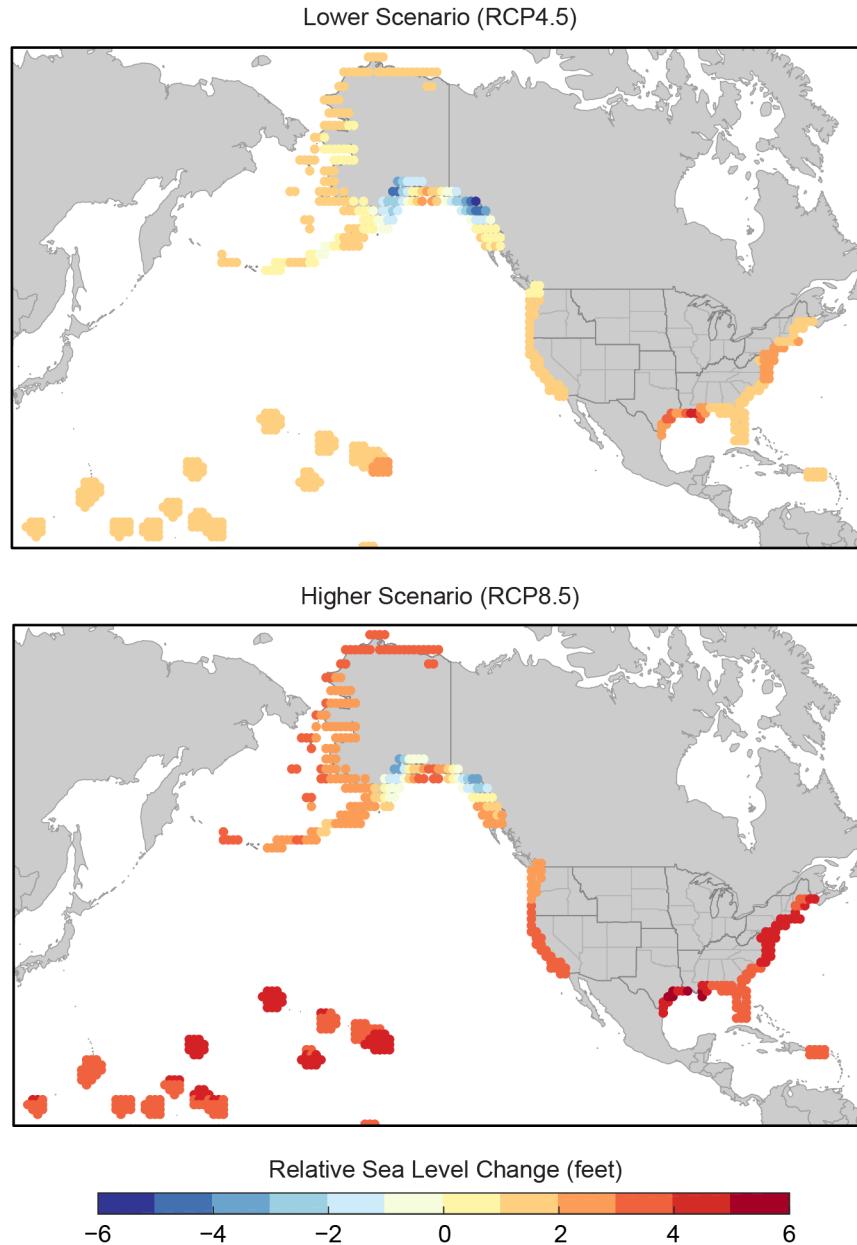 Lower Scenario (RCP4.5)
Higher Scenario (RCP8.5)
Relative Sea Level Change (feet)
−6 −4 −2 0 2 4 6